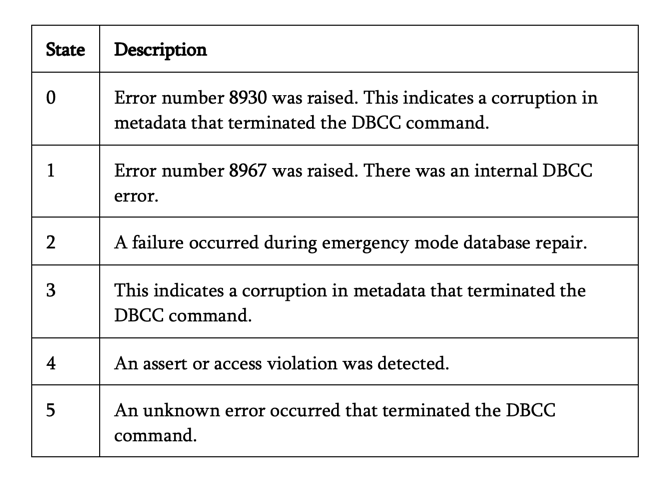 State Description
0 Error number 8930 was raised. This indicates a corruption in
metadata that terminated the DBCC command.
1 Error number 8967 was raised. There was an internal DBCC
error.
2 A failure occurred during emergency mode database repair.
3 This indicates a corruption in metadata that terminated the
DBCC command.
4 An assert or access violation was detected.
5 An unknown error occurred that terminated the DBCC
command.